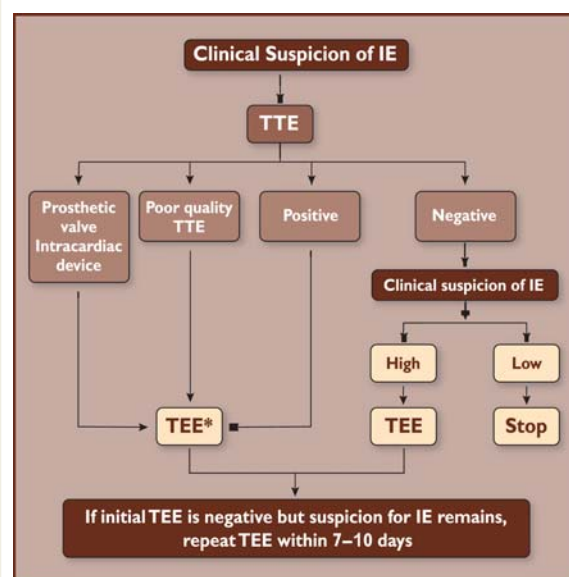 Clinical Suspicion of IE
TTE
Prosthetic
valve
Intracardiac
device
Poor quality
TTE
Positive
Negative
Clinical suspicion of IE
High
Low
TEE*
TEE
Stop
If initial TEE is negative but suspicion for IE remains,
repeat TEE within 7–10 days